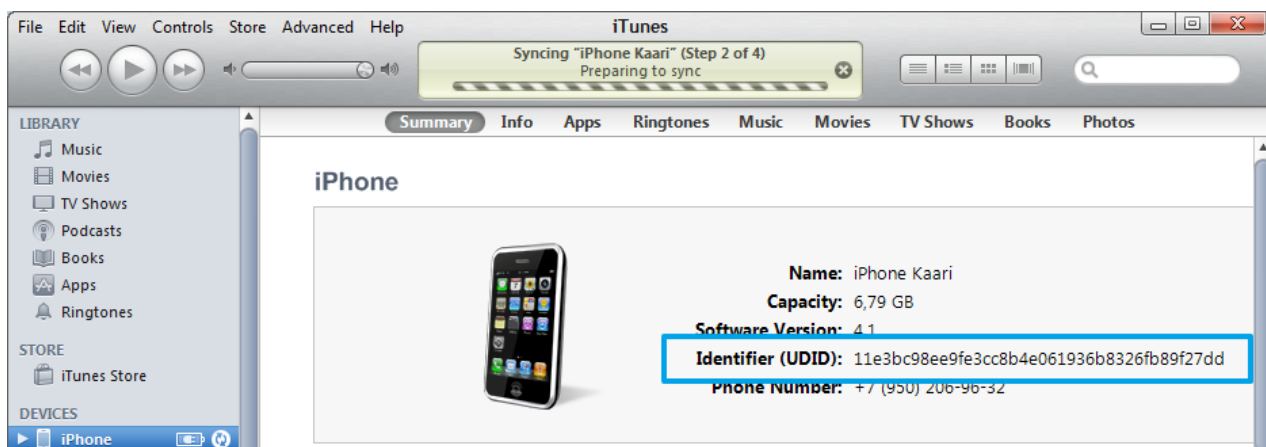 File Edit View Controls Store Advanced Help
iTunes
Syncing "iPhone Kaari" (Step 2 of 4)
Preparing to sync
LIBRARY
Music
Movies
TV Shows
Podcasts
Books
Apps
Ringtones
STORE
iTunes Store
DEVICES
iPhone
Summary Info Apps Ringtones Music Movies TV Shows Books Photos
iPhone
Name: iPhone Kaari
Capacity: 6,79 GB
Software Version: 4.1
Identifier (UDID): 11e3bc98ee9fe3cc8b4e061936b8326fb89f27dd
Phone Number: +7 (950) 206-96-32